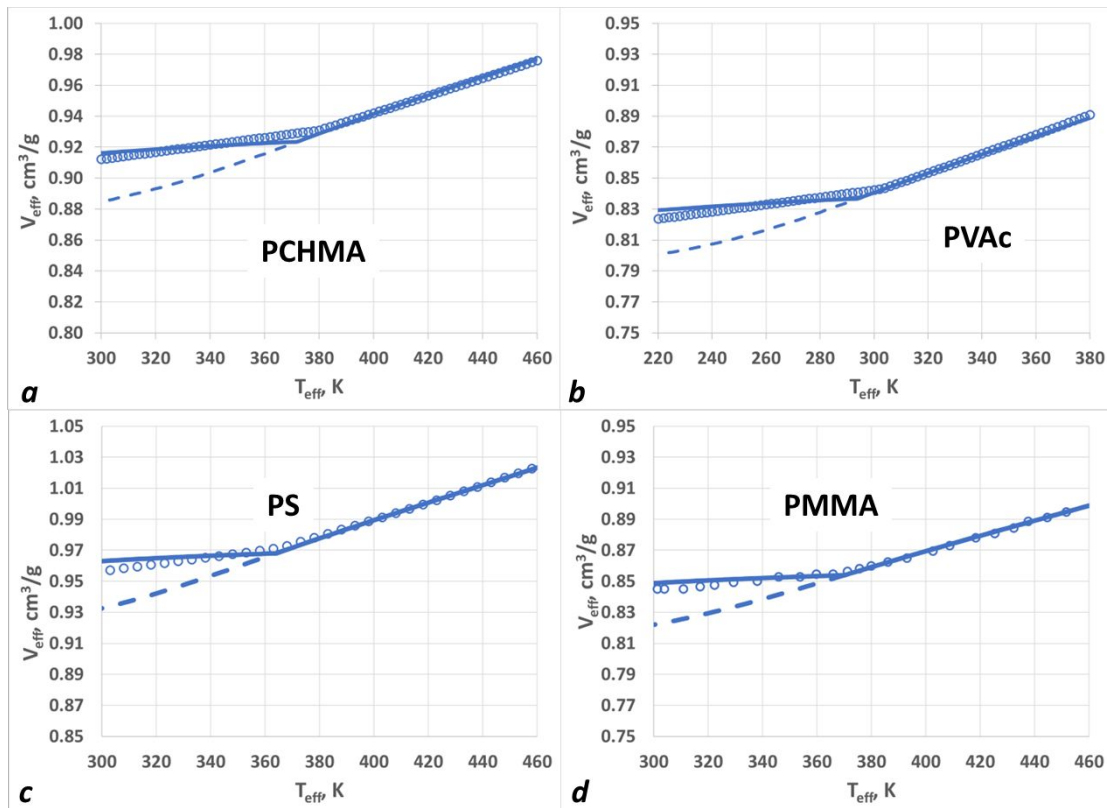 1.00
0.98
0.96
0.94
0.92
0.90
0.88
0.86
0.84
0.82
0.80
V_eff, cm³/g
PCHMA
300 320 340 360 380 400 420 440 460
T_eff, K
a
0.95
0.93
0.91
0.89
0.87
0.85
0.83
0.81
0.79
0.77
0.75
V_eff, cm³/g
PVAc
220 240 260 280 300 320 340 360 380
T_eff, K
b
1.05
1.03
1.01
0.99
0.97
0.95
0.93
0.91
0.89
0.87
0.85
V_eff, cm³/g
PS
300 320 340 360 380 400 420 440 460
T_eff, K
c
0.95
0.93
0.91
0.89
0.87
0.85
0.83
0.81
0.79
0.77
0.75
V_eff, cm³/g
PMMA
300 320 340 360 380 400 420 440 460
T_eff, K
d